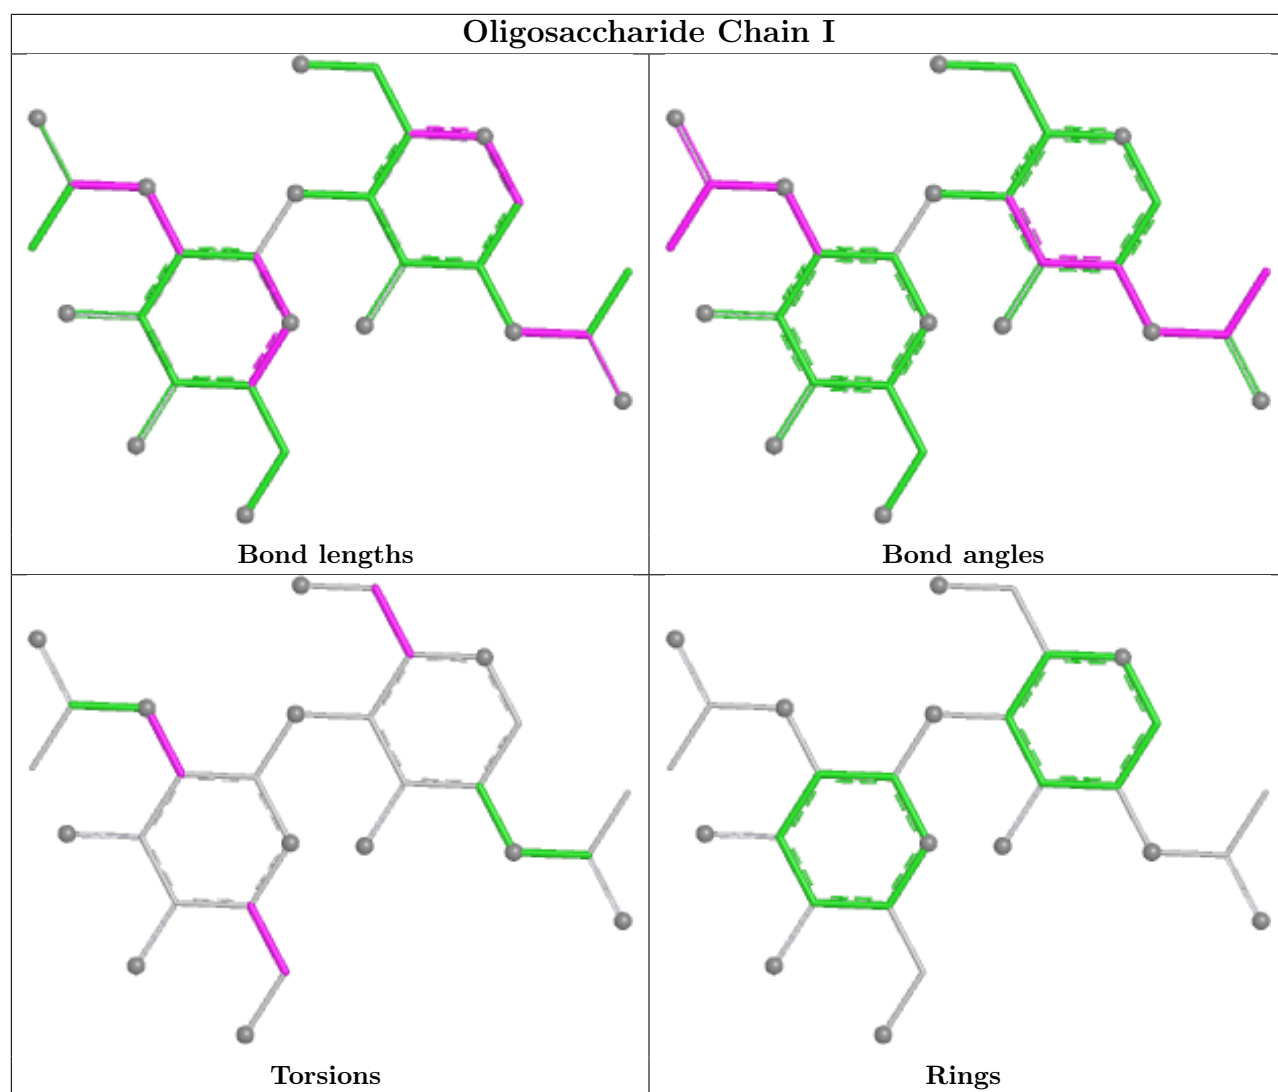 Oligosaccharide Chain I
Bond lengths
Bond angles
Torsions
Rings